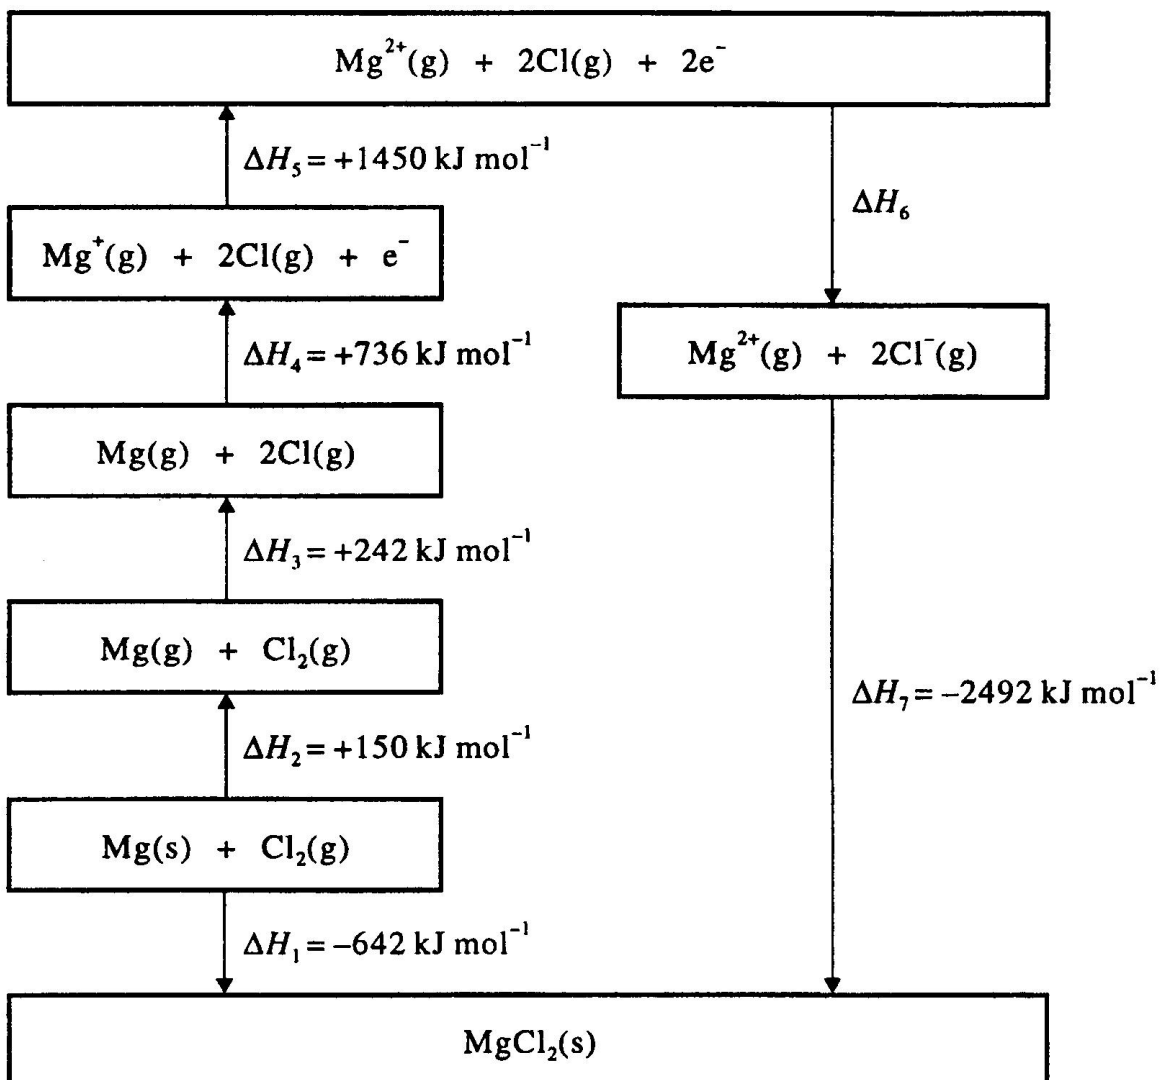 Mg²⁺(g) + 2Cl(g) + 2e⁻
ΔH₅ = +1450 kJ mol⁻¹
ΔH₆
Mg⁺(g) + 2Cl(g) + e⁻
ΔH₄ = +736 kJ mol⁻¹
Mg²⁺(g) + 2Cl⁻(g)
Mg(g) + 2Cl(g)
ΔH₃ = +242 kJ mol⁻¹
Mg(g) + Cl₂(g)
ΔH₇ = –2492 kJ mol⁻¹
ΔH₂ = +150 kJ mol⁻¹
Mg(s) + Cl₂(g)
ΔH₁ = –642 kJ mol⁻¹
MgCl₂(s)